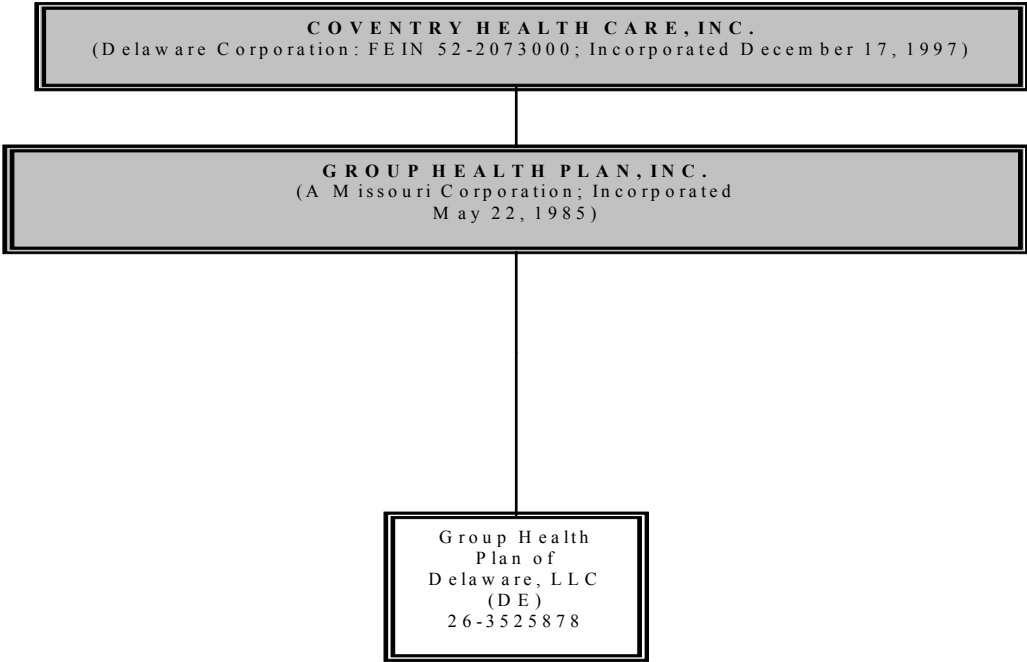 COVENTRY HEALTH CARE, INC.
(Delaware Corporation: FEIN 52-2073000; Incorporated December 17, 1997)
GROUP HEALTH PLAN, INC.
(A Missouri Corporation; Incorporated
May 22, 1985)
Group Health
Plan of
Delaware, LLC
(DE)
26-3525878